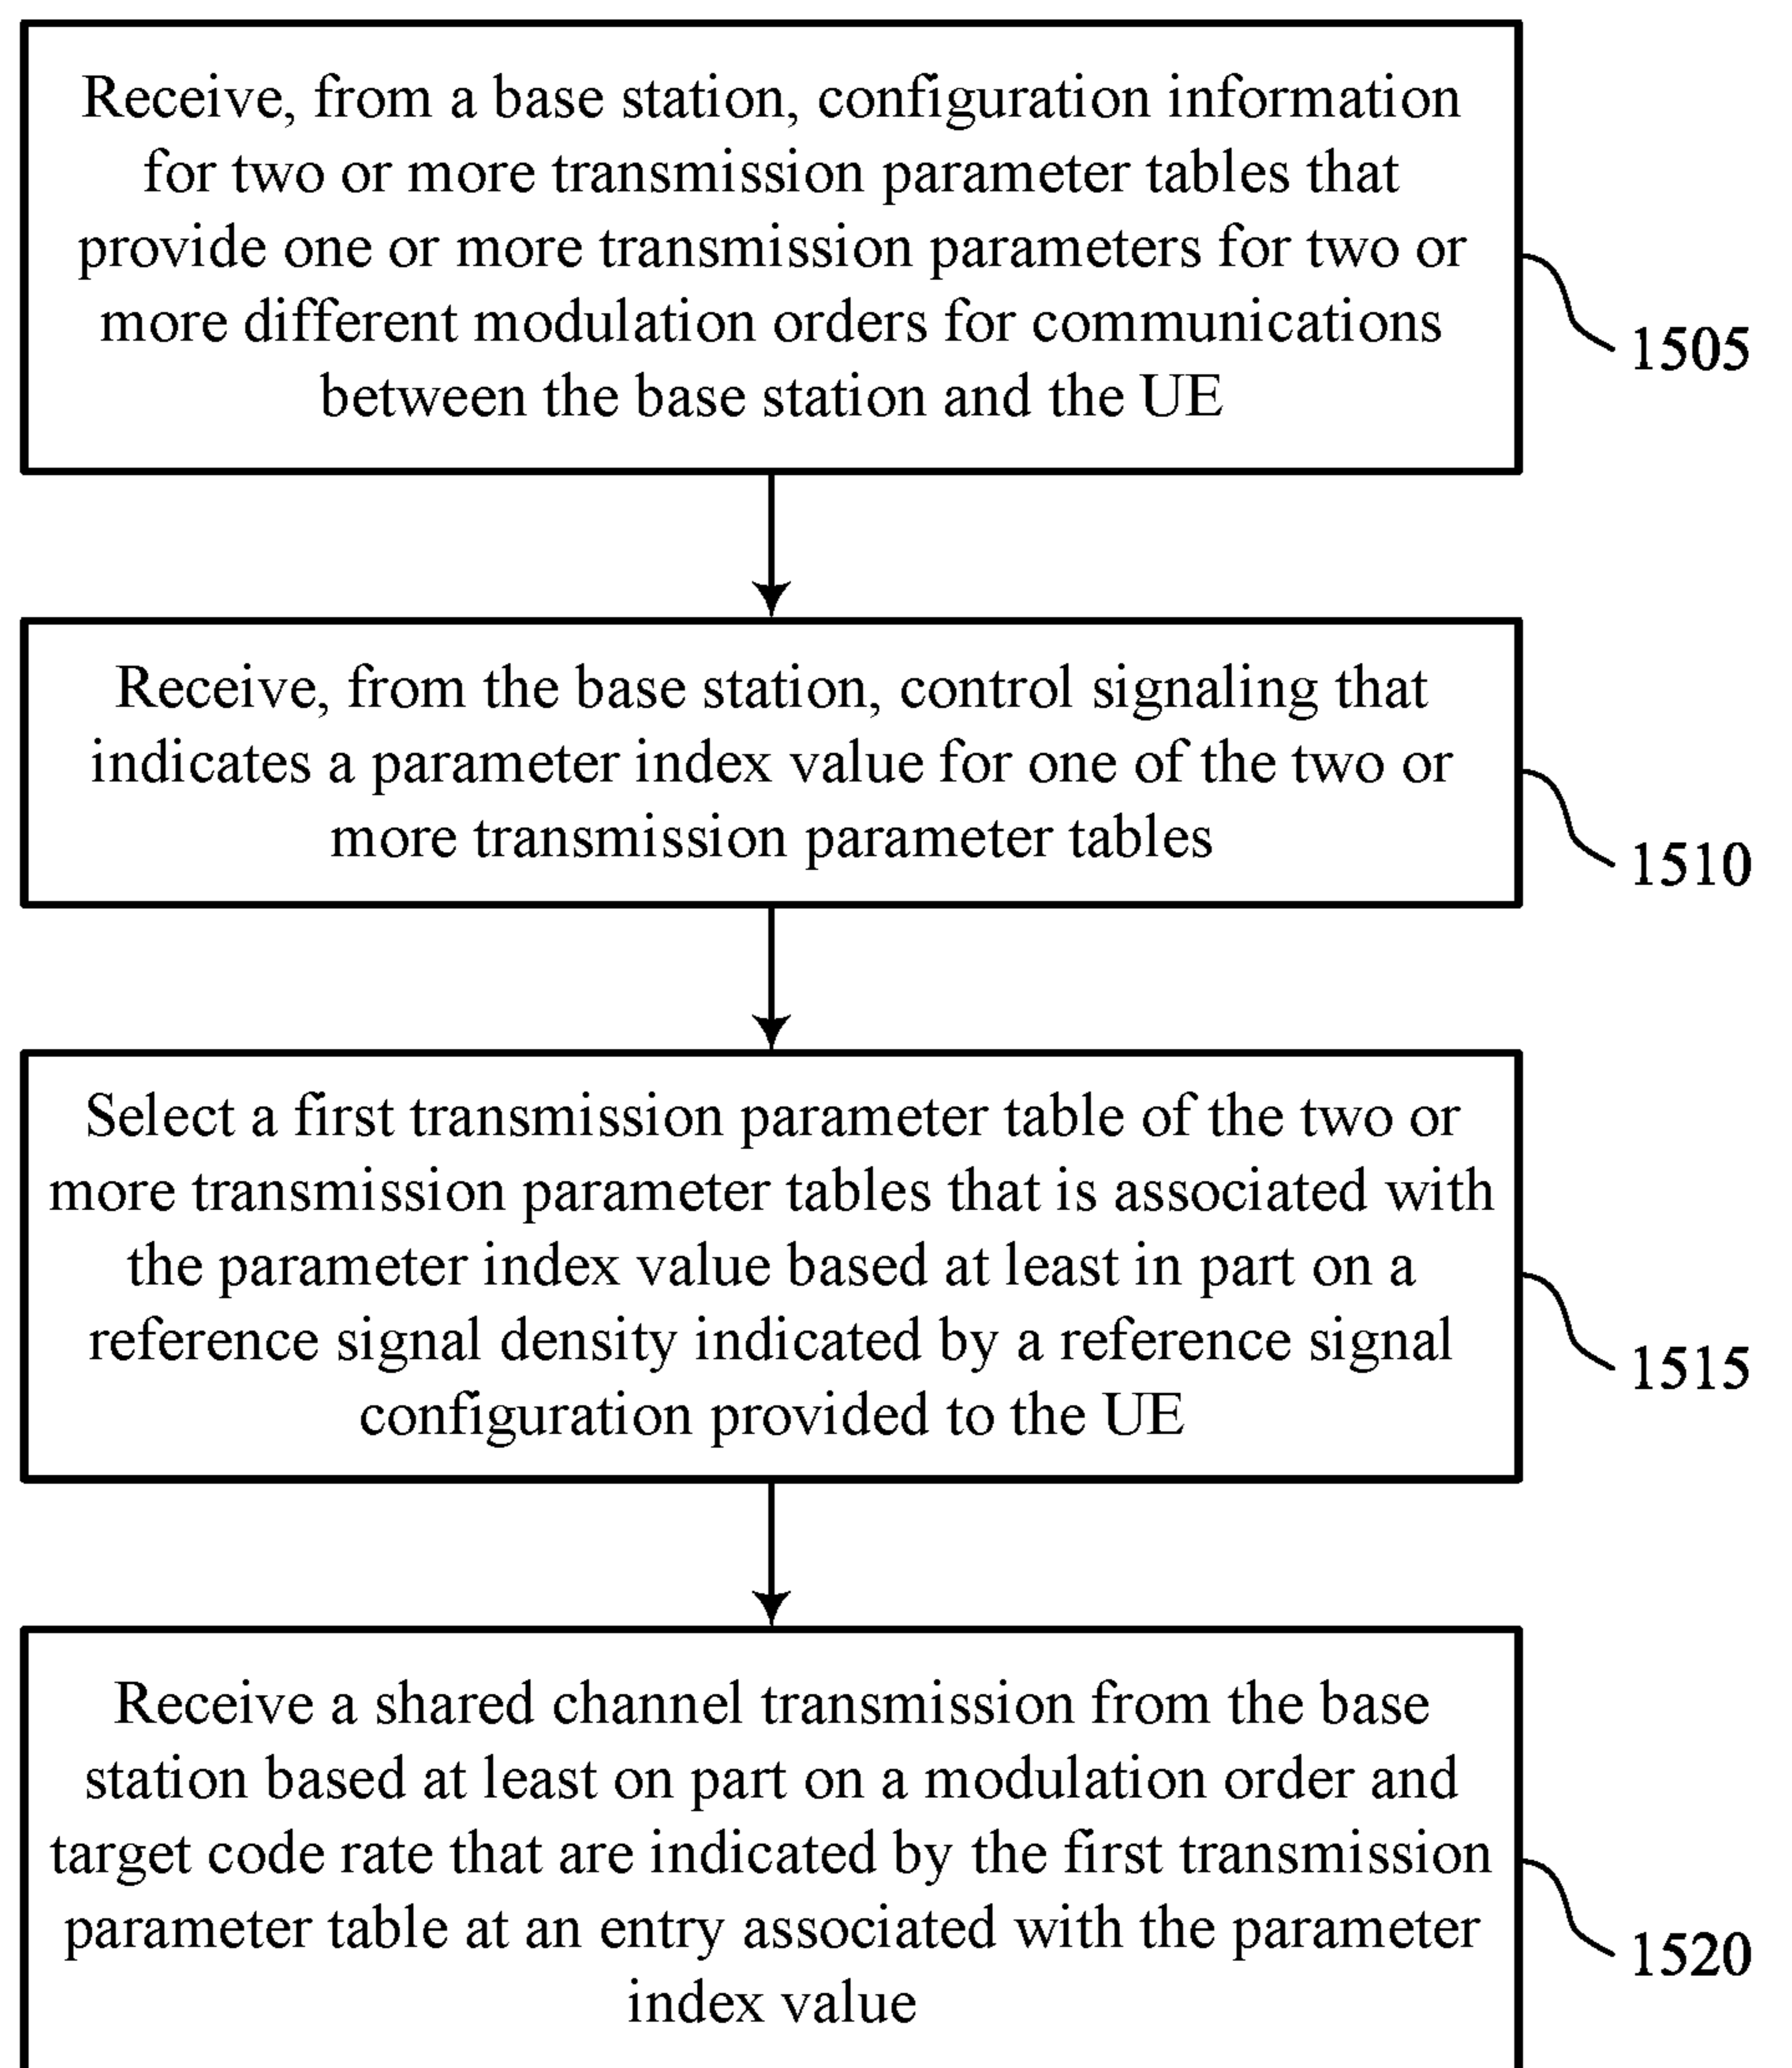 Receive, from a base station, configuration information
for two or more transmission parameter tables that
provide one or more transmission parameters for two or
more different modulation orders for communications
between the base station and the UE
1505
Receive, from the base station, control signaling that
indicates a parameter index value for one of the two or
more transmission parameter tables
1510
Select a first transmission parameter table of the two or
more transmission parameter tables that is associated with
the parameter index value based at least in part on a
reference signal density indicated by a reference signal
configuration provided to the UE
1515
Receive a shared channel transmission from the base
station based at least on part on a modulation order and
target code rate that are indicated by the first transmission
parameter table at an entry associated with the parameter
index value
1520